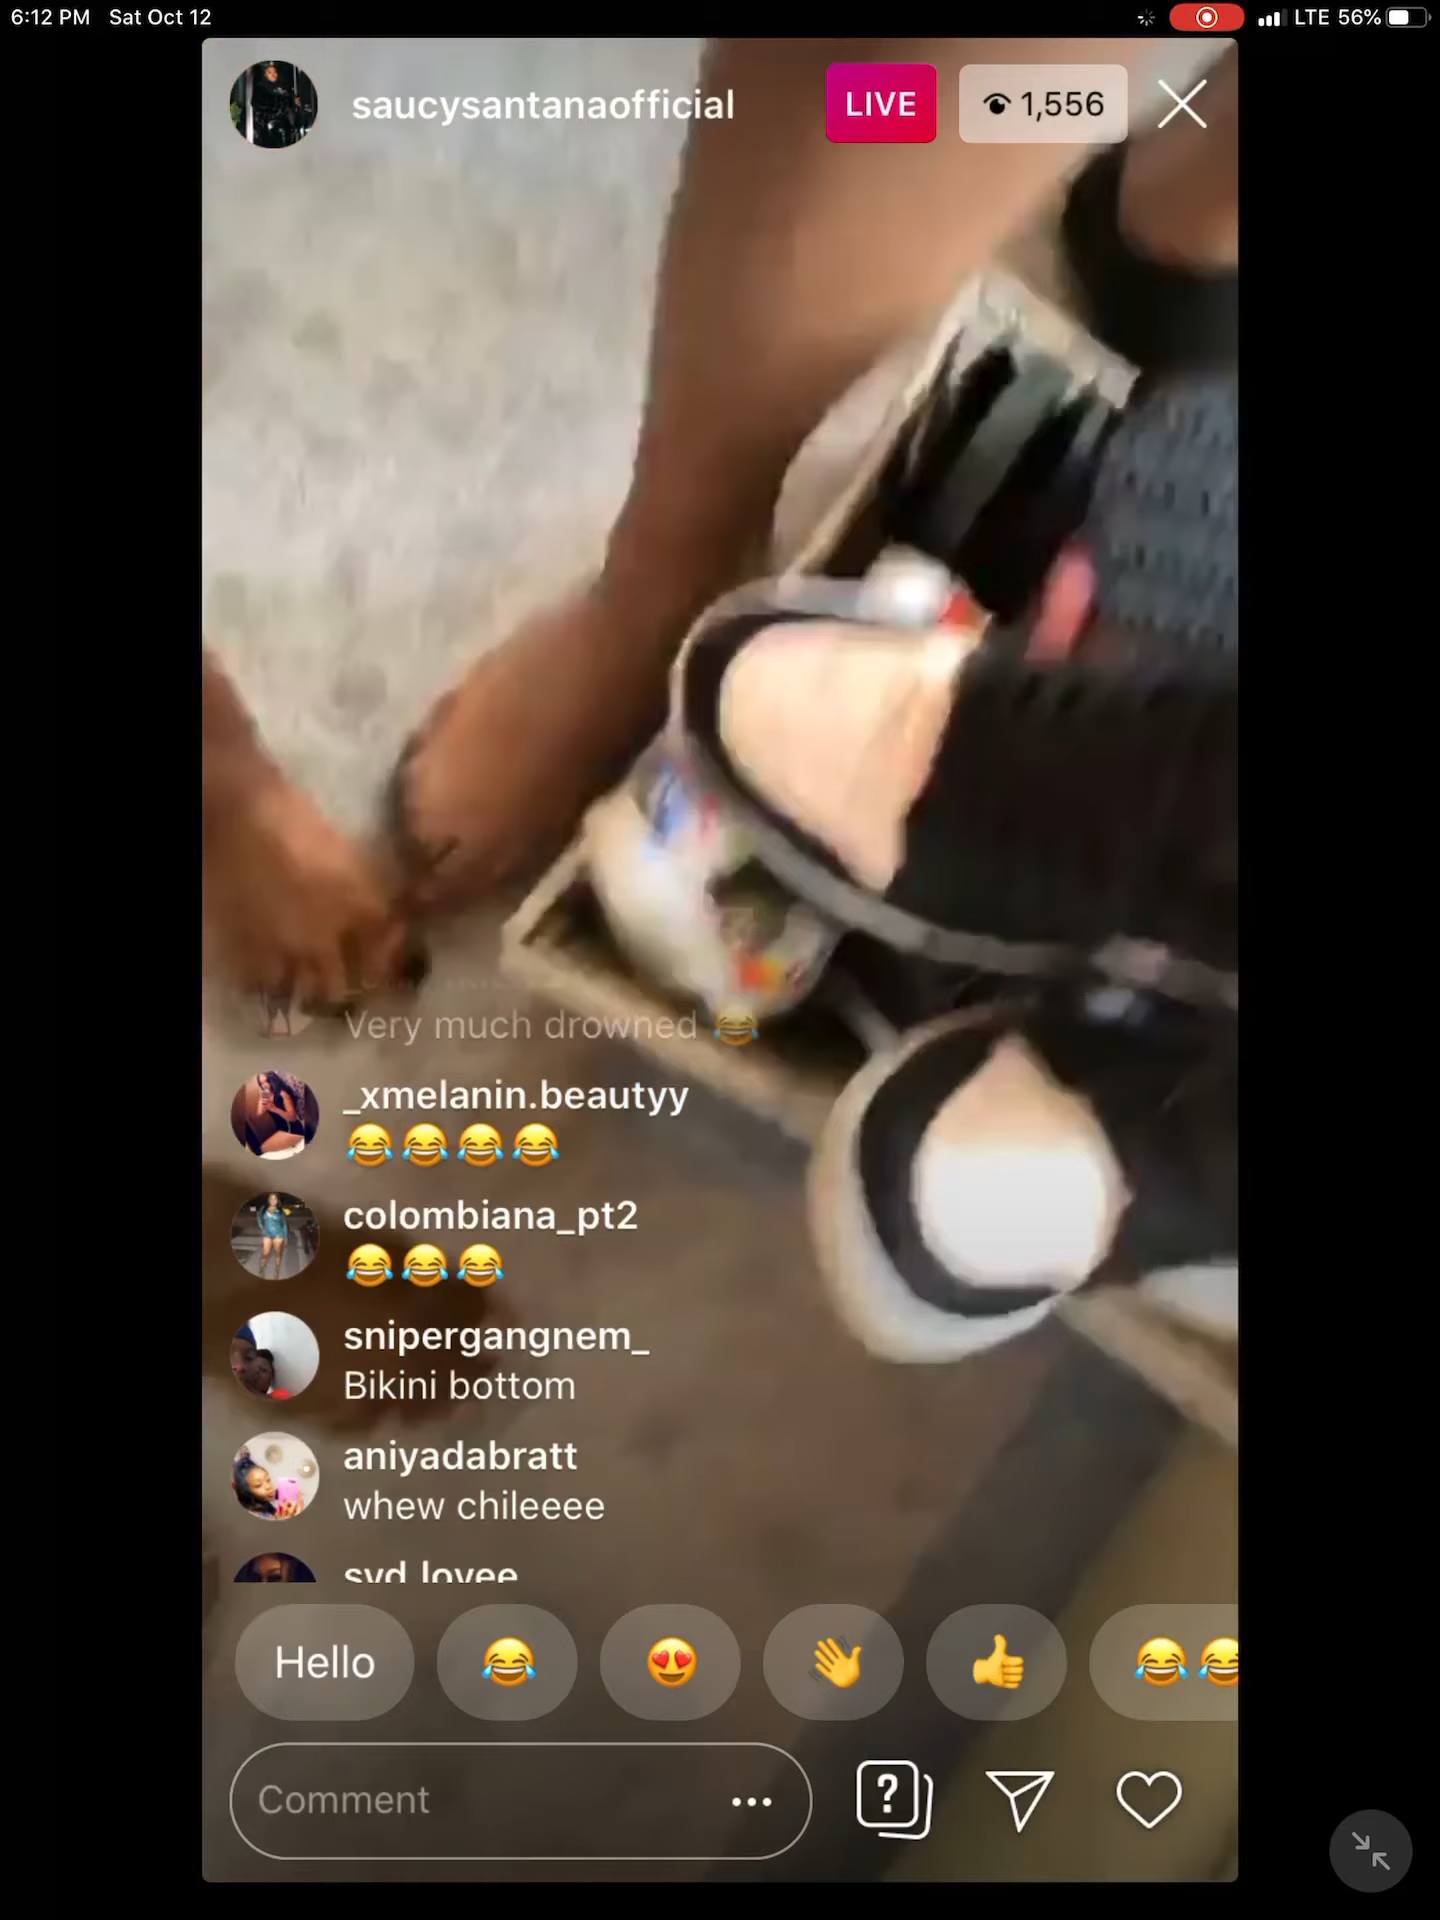 6:12 PM Sat Oct 12
LTE 56%
saucysantanaofficial
LIVE
1,556
Very much drowned 😂
_xmelanin.beautyy
😂😂😂😂
colombiana_pt2
😂😂😂
snipergangnem_
Bikini bottom
aniyadabratt
whew chileeee
syd_lovee
Hello 😂 😍 👋 👍 😂😂
Comment